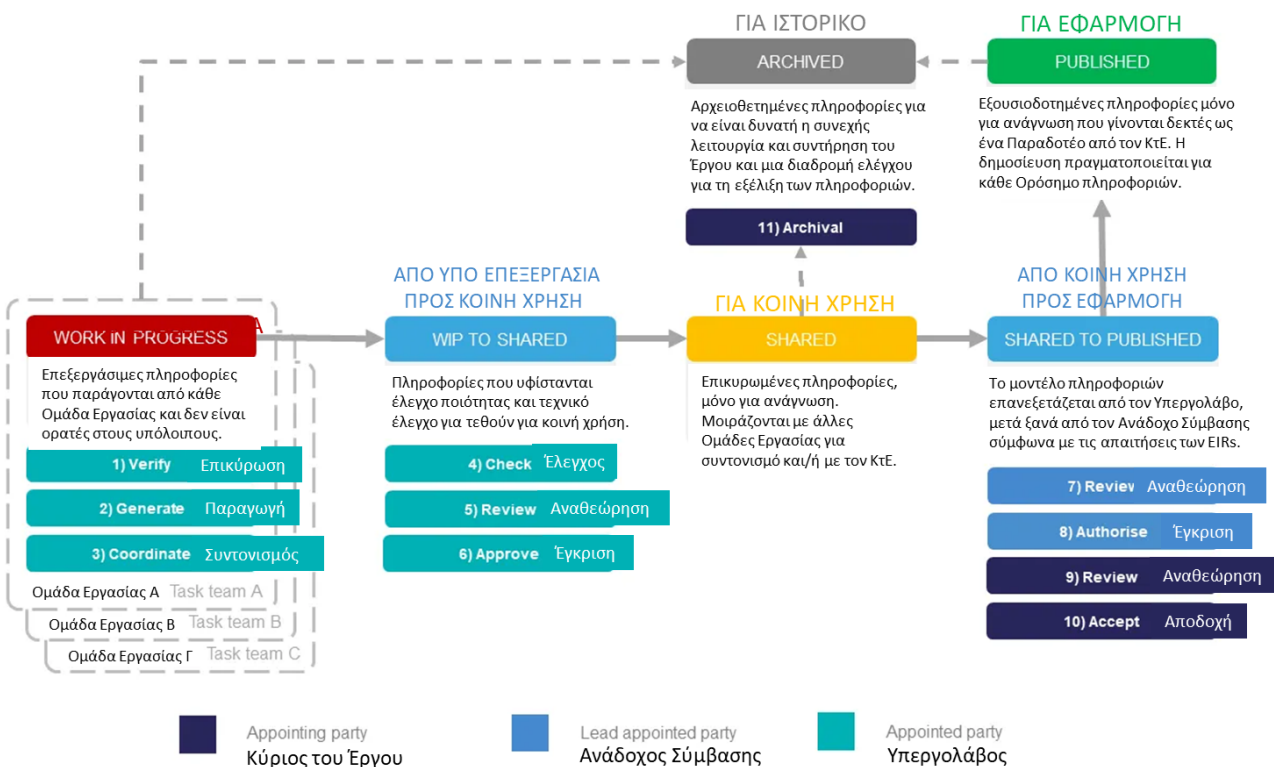 ΓΙΑ ΙΣΤΟΡΙΚΟ
ARCHIVED
Αρχειοθετημένες πληροφορίες για
να είναι δυνατή η συνεχής
λειτουργία και συντήρηση του
Έργου και μια διαδρομή ελέγχου
για τη εξέλιξη των πληροφοριών.
11) Archival
ΓΙΑ ΕΦΑΡΜΟΓΗ
PUBLISHED
Εξουσιοδοτημένες πληροφορίες μόνο
για ανάγνωση που γίνονται δεκτές ως
ένα Παραδοτέο από τον ΚτΕ. Η
δημοσίευση πραγματοποιείται για
κάθε Ορόσημο πληροφοριών.
WORK IN PROGRESS
Επεξεργάσιμες πληροφορίες
που παράγονται από κάθε
Ομάδα Εργασίας και δεν είναι
ορατές στους υπόλοιπους.
1) Verify Επικύρωση
2) Generate Παραγωγή
3) Coordinate Συντονισμός
Ομάδα Εργασίας Α Task team A
Ομάδα Εργασίας Β Task team B
Ομάδα Εργασίας Γ Task team C
ΑΠΟ ΥΠΟ ΕΠΕΞΕΡΓΑΣΙΑ
ΠΡΟΣ ΚΟΙΝΗ ΧΡΗΣΗ
WIP TO SHARED
Πληροφορίες που υφίστανται
έλεγχο ποιότητας και τεχνικό
έλεγχο για τεθούν για κοινή χρήση.
4) Check Έλεγχος
5) Review Αναθεώρηση
6) Approve Έγκριση
ΓΙΑ ΚΟΙΝΗ ΧΡΗΣΗ
SHARED
Επικυρωμένες πληροφορίες,
μόνο για ανάγνωση.
Μοιράζονται με άλλες
Ομάδες Εργασίας για
συντονισμό και/ή με τον ΚτΕ.
ΑΠΟ ΚΟΙΝΗ ΧΡΗΣΗ
ΠΡΟΣ ΕΦΑΡΜΟΓΗ
SHARED TO PUBLISHED
Το μοντέλο πληροφοριών
επανεξετάζεται από τον Υπεργολάβο,
μετά ξανά από τον Ανάδοχο Σύμβασης
σύμφωνα με τις απαιτήσεις των EIRs.
7) Review Αναθεώρηση
8) Authorise Έγκριση
9) Review Αναθεώρηση
10) Accept Αποδοχή
Appointing party
Κύριος του Έργου
Lead appointed party
Ανάδοχος Σύμβασης
Appointed party
Υπεργολάβος